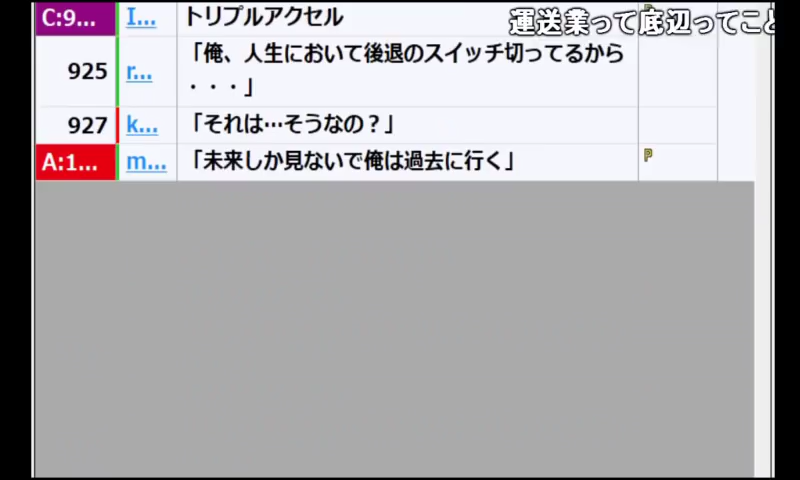 C:9... I... トリプルアクセル
運送業って底辺ってこと
925 r... 「俺、人生において後退のスイッチ切ってるから
・・・」
927 k... 「それは…そうなの？」
A:1... m... 「未来しか見ないで俺は過去に行く」 P